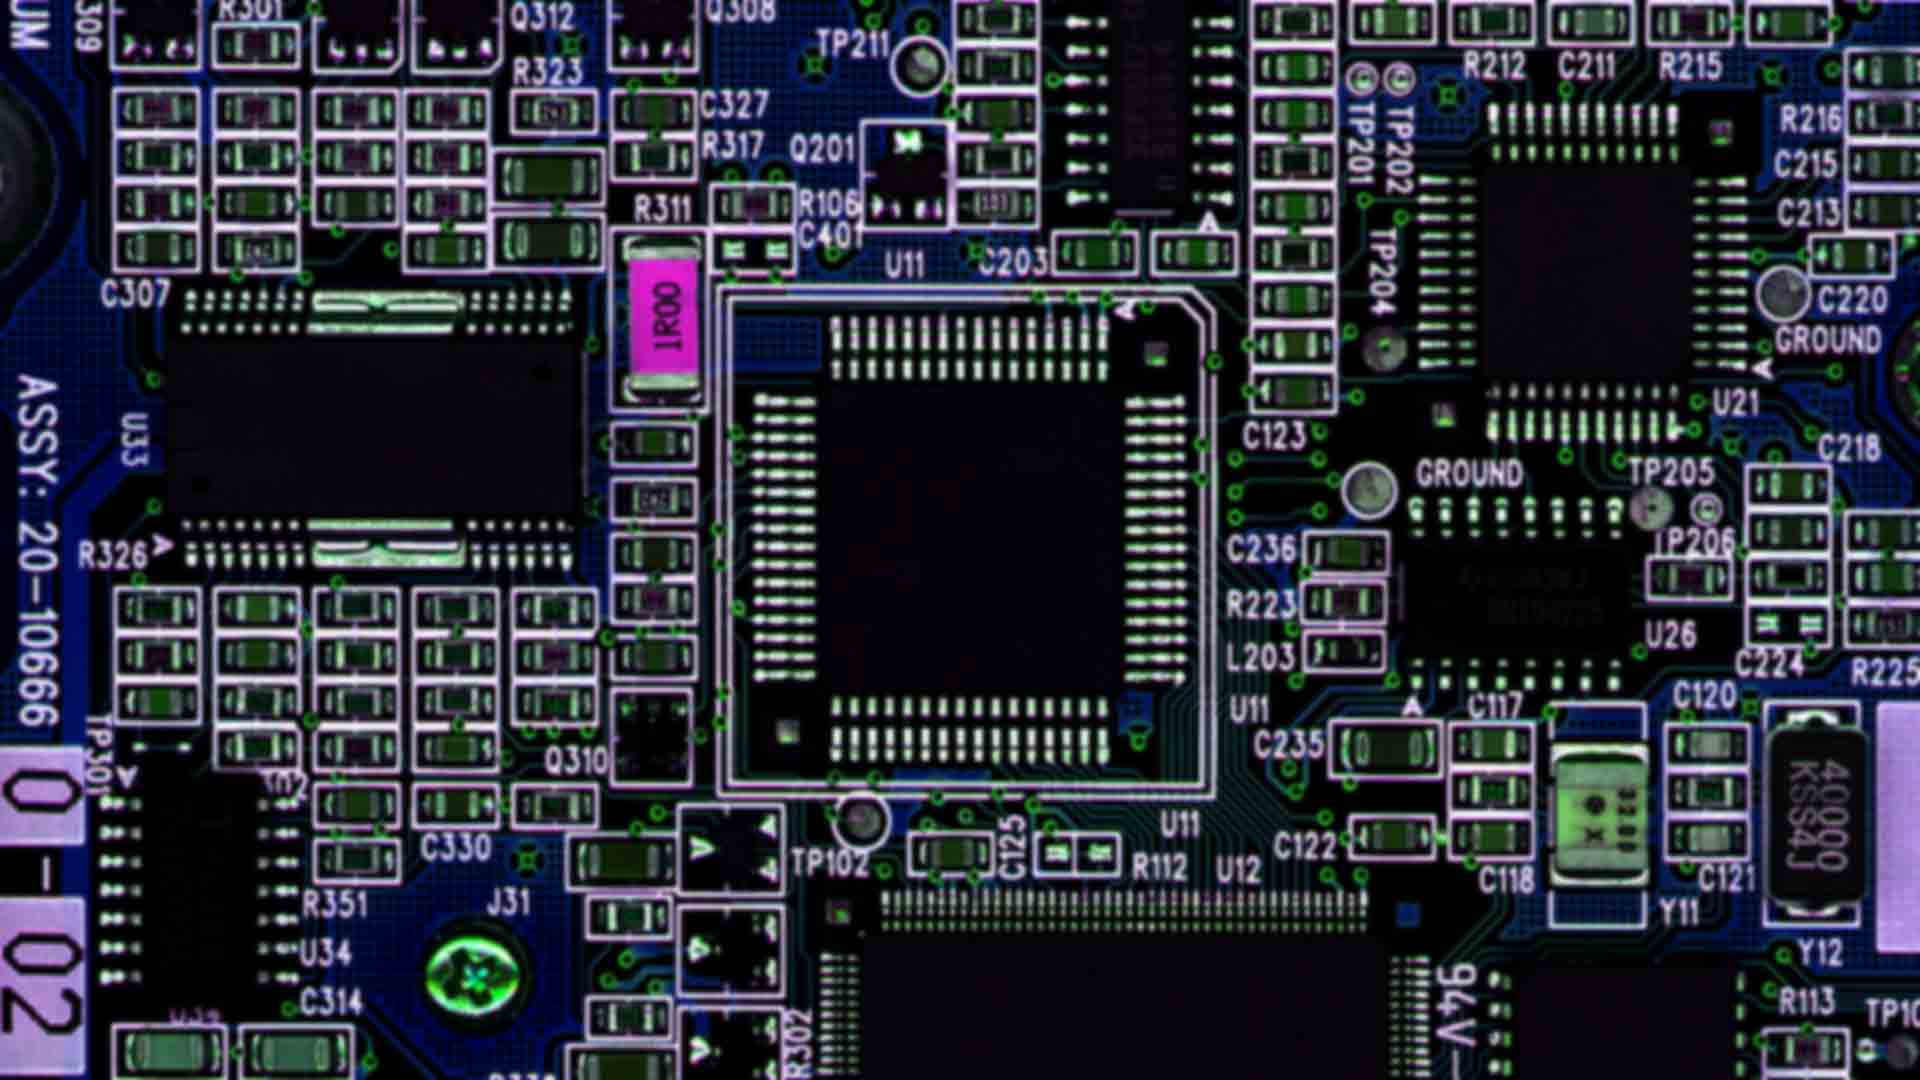 309
R301
Q312
Q308
TP211
R323
C327
R317
Q201
R106
C401
R311
U11
C203
A
1R00
C307
U33
R326
A
ASSY: 20-10666
0-02
TP301
A
Q310
C330
R351
U34
C314
J31
TP102
C125
R112
U12
U11
U11
A
R302
C123
R212
C211
R215
TP201
TP202
TP204
R216
C215
C213
C220
GROUND
A
U21
C218
GROUND
TP205
TP206
C236
R223
L203
U26
C224
R225
A
C117
C120
C235
C122
C118
C121
Y11
40000
KSS4J
Y12
R113
94V-